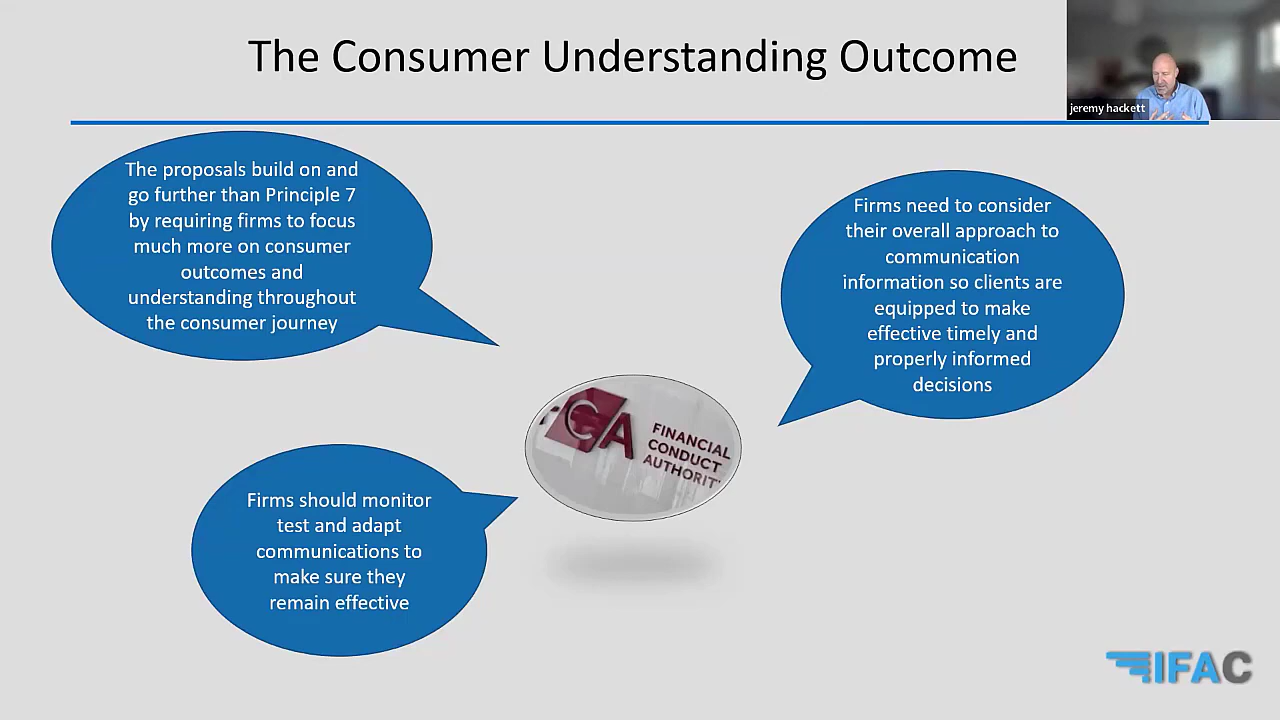 The Consumer Understanding Outcome
jeremy hackett
The proposals build on and
go further than Principle 7
by requiring firms to focus
much more on consumer
outcomes and
understanding throughout
the consumer journey
Firms need to consider
their overall approach to
communication
information so clients are
equipped to make
effective timely and
properly informed
decisions
CA
FINANCIAL
CONDUCT
AUTHORIT
Firms should monitor
test and adapt
communications to
make sure they
remain effective
IFAC